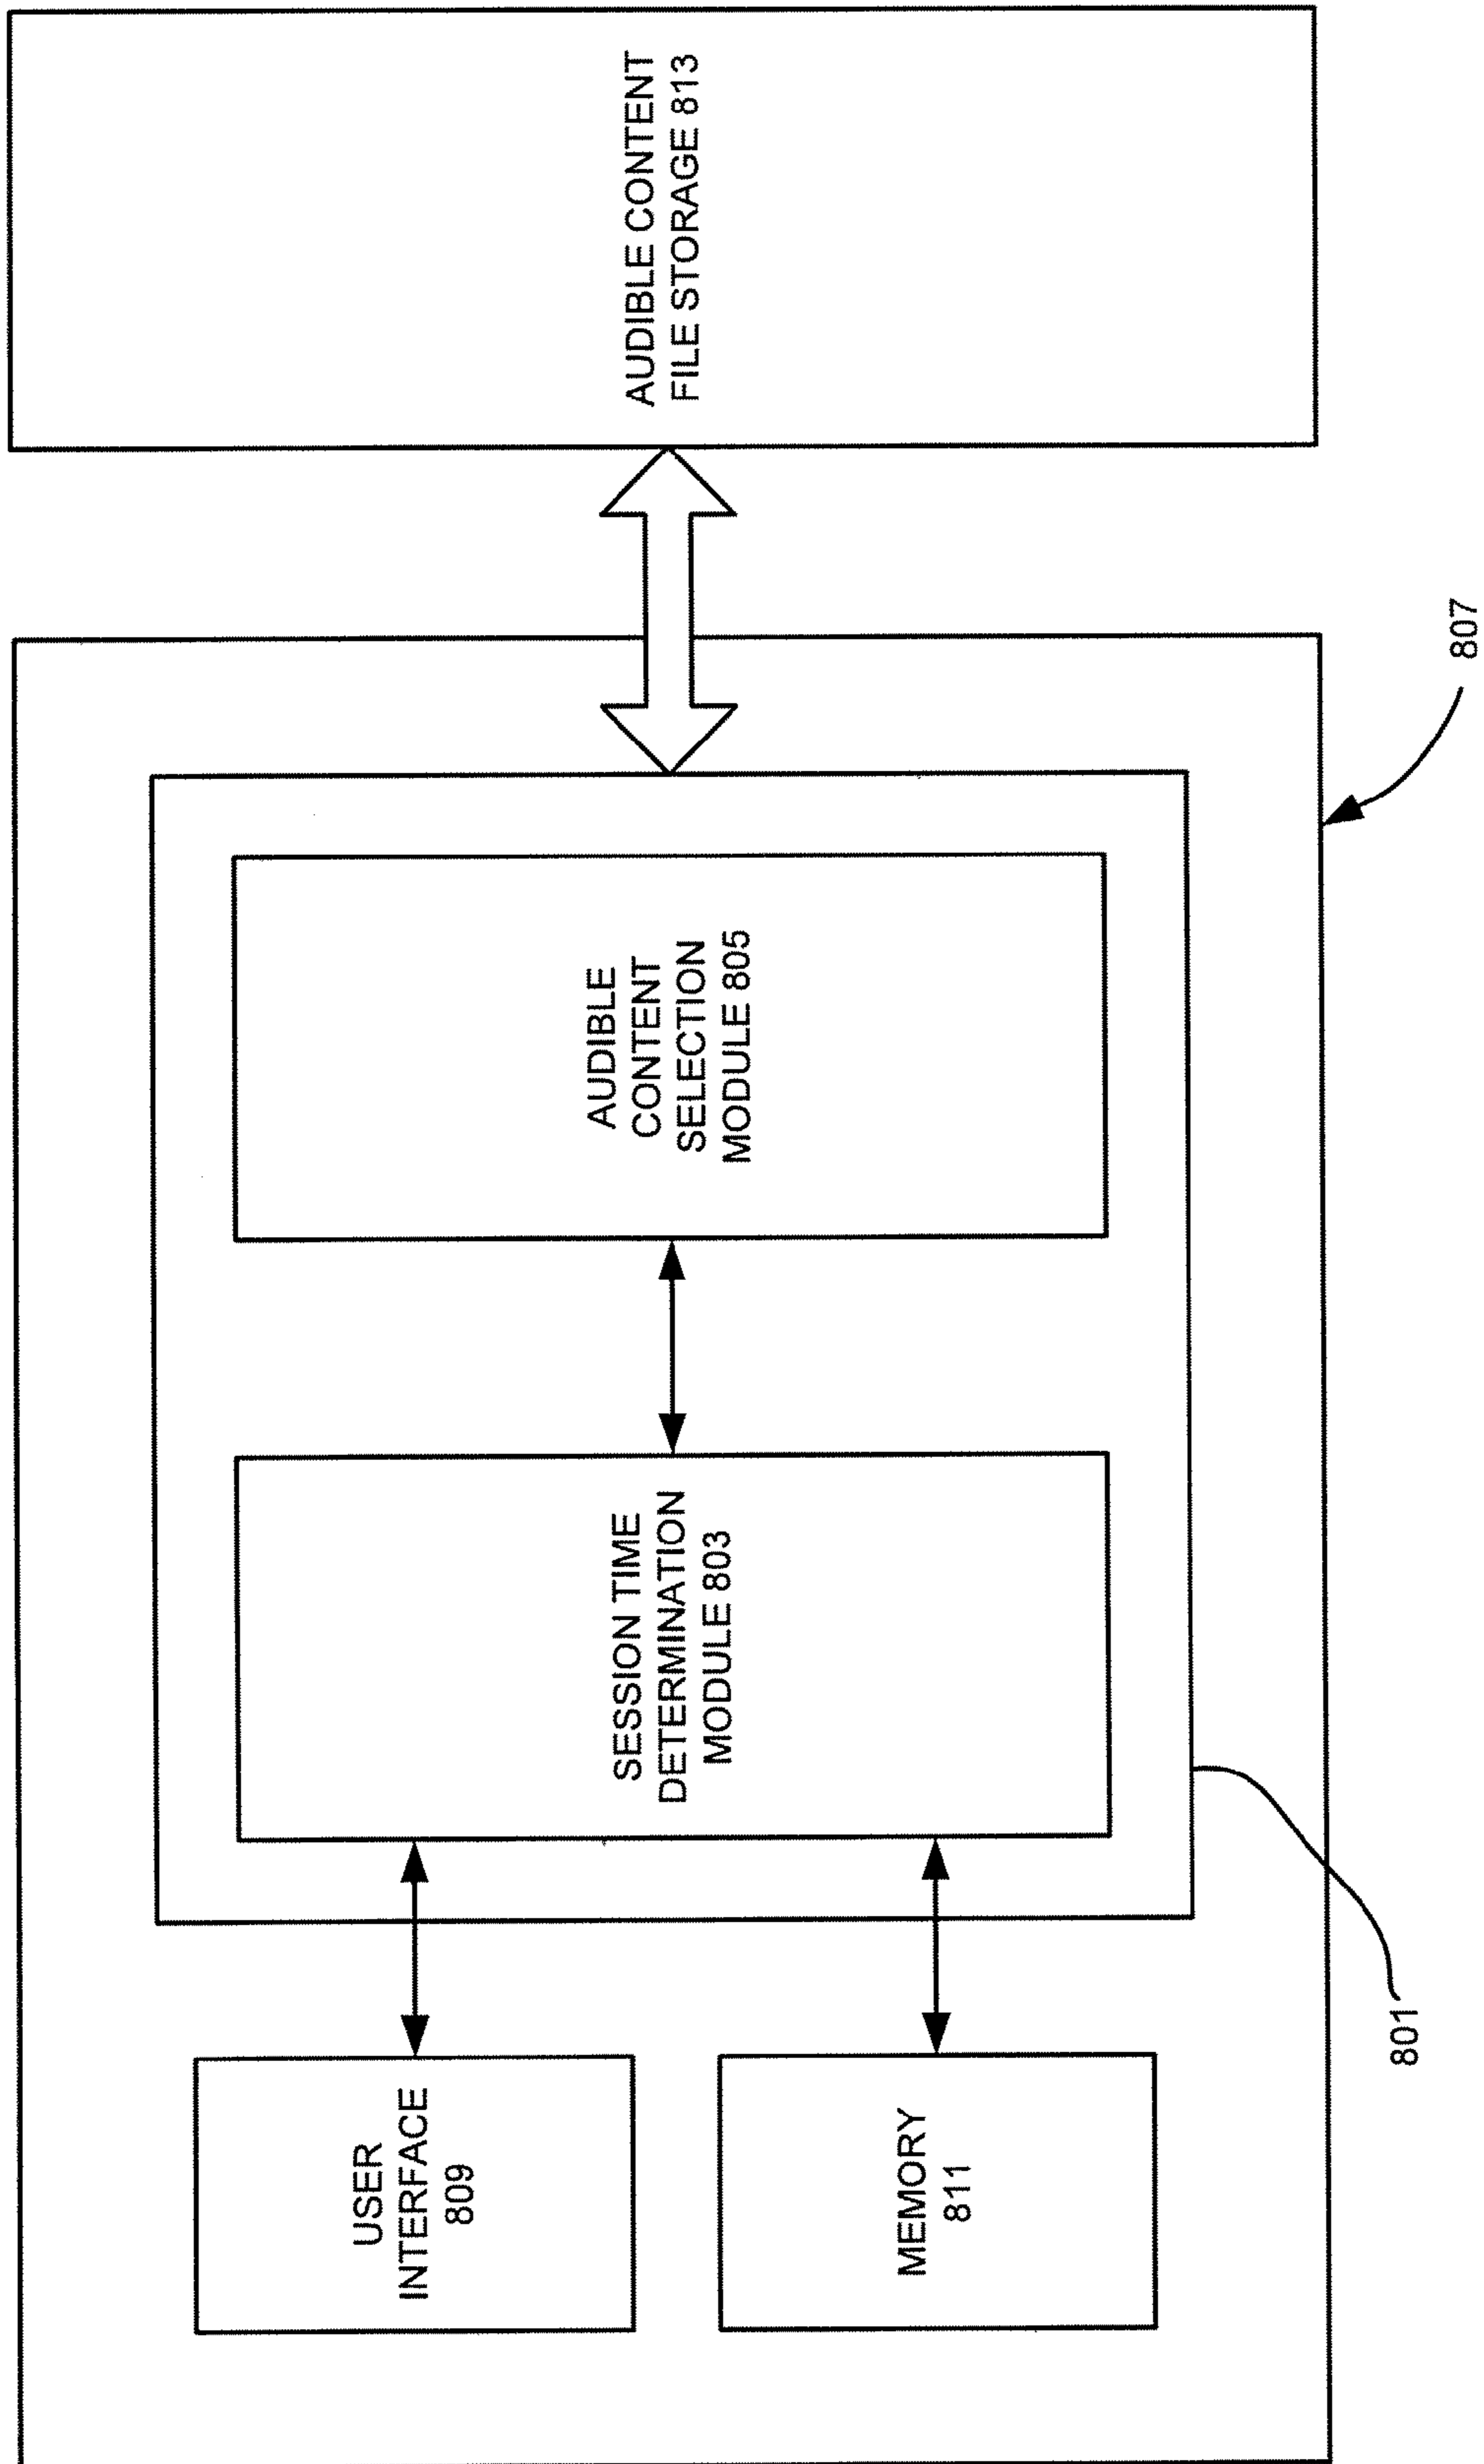 USER
INTERFACE
809
MEMORY
811
SESSION TIME
DETERMINATION
MODULE 803
AUDIBLE
CONTENT
SELECTION
MODULE 805
AUDIBLE CONTENT
FILE STORAGE 813
801
807